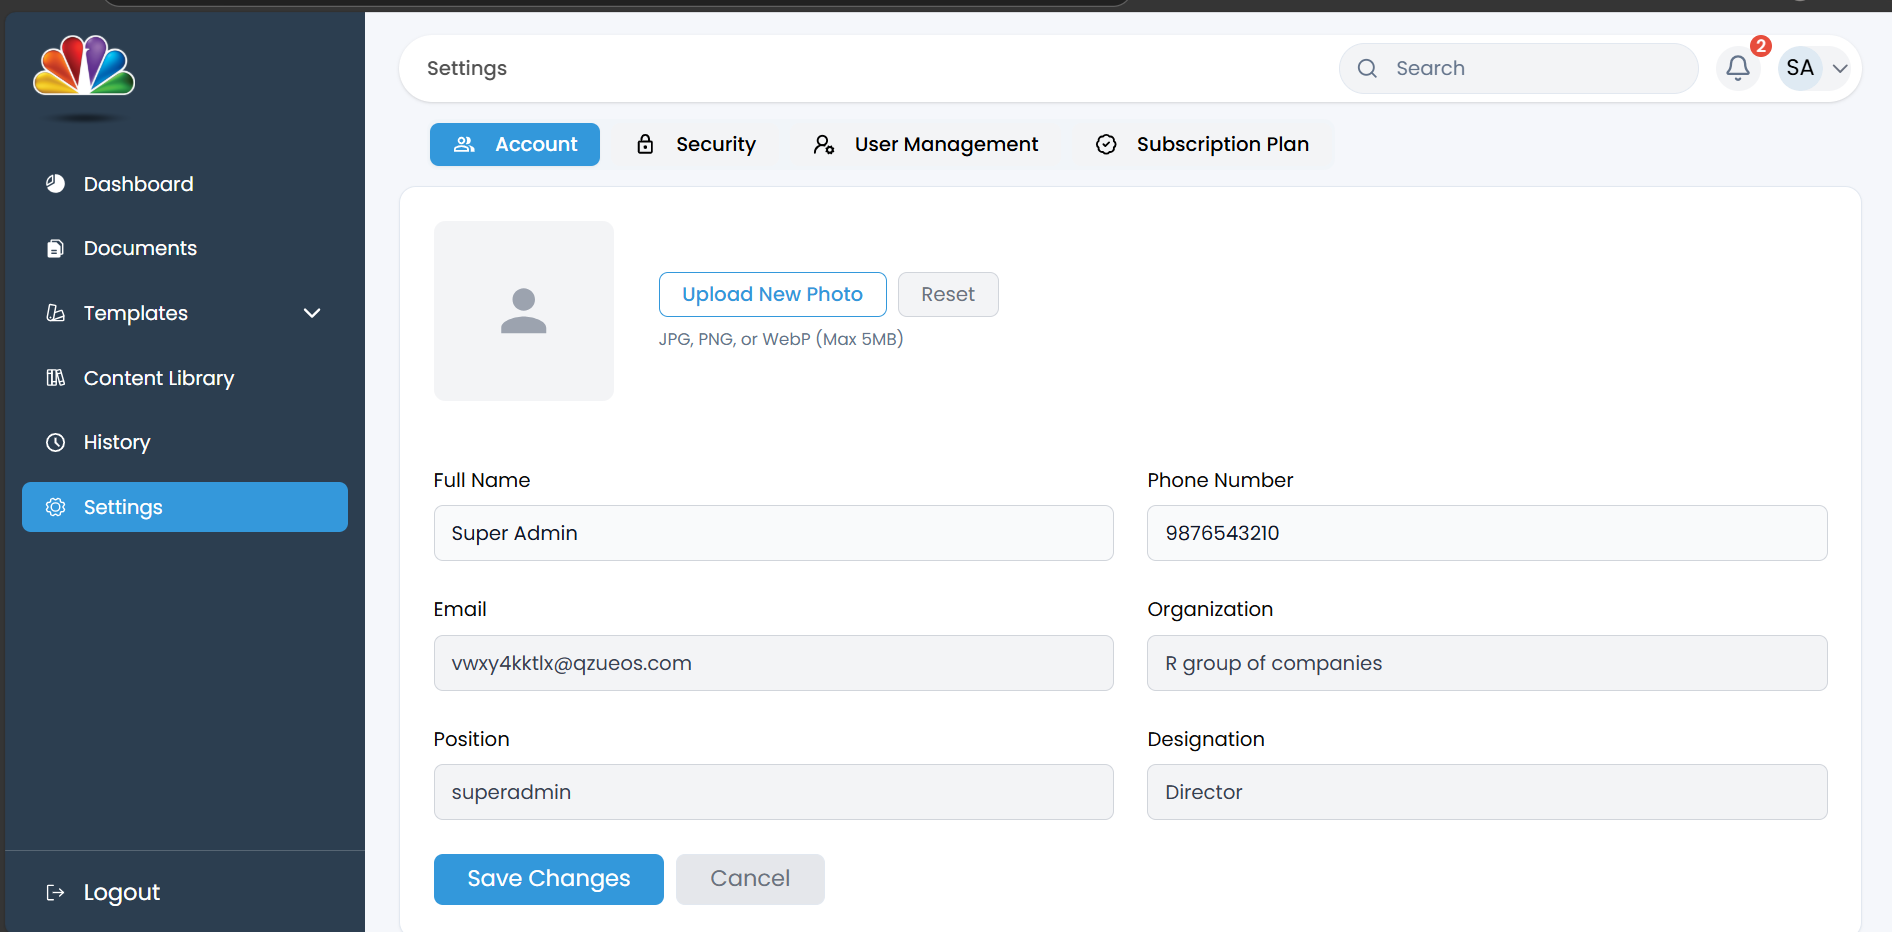 Settings
Search
2
SA
Account
Security
User Management
Subscription Plan
Dashboard
Documents
Templates
Content Library
History
Settings
Logout
Upload New Photo
Reset
JPG, PNG, or WebP (Max 5MB)
Full Name
Phone Number
Super Admin
9876543210
Email
Organization
vwxy4kktlx@qzueos.com
R group of companies
Position
Designation
superadmin
Director
Save Changes
Cancel